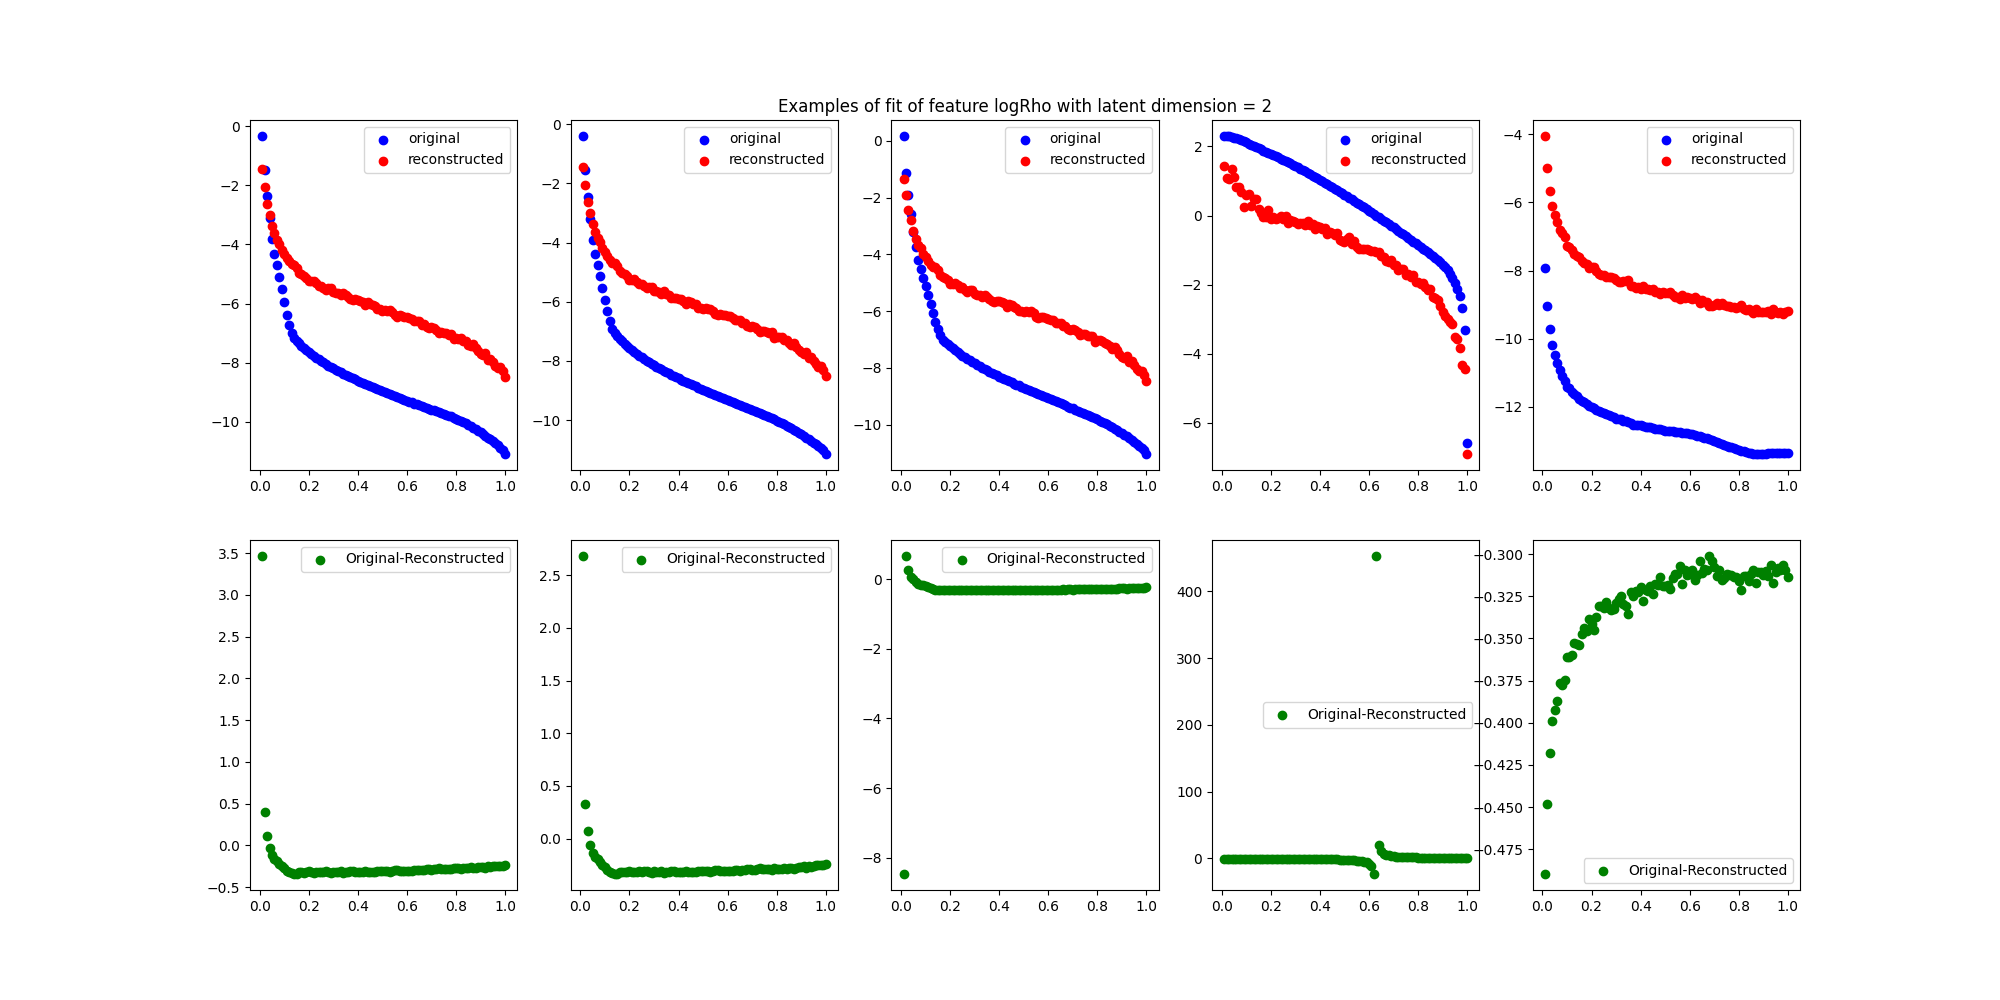 Examples of fit of feature logRho with latent dimension = 2
original
reconstructed
0
−2
−4
−6
−8
−10
0.0 0.2 0.4 0.6 0.8 1.0
original
reconstructed
0
−2
−4
−6
−8
−10
0.0 0.2 0.4 0.6 0.8 1.0
original
reconstructed
0
−2
−4
−6
−8
−10
0.0 0.2 0.4 0.6 0.8 1.0
original
reconstructed
2
0
−2
−4
−6
0.0 0.2 0.4 0.6 0.8 1.0
original
reconstructed
−4
−6
−8
−10
−12
0.0 0.2 0.4 0.6 0.8 1.0
Original-Reconstructed
3.5
3.0
2.5
2.0
1.5
1.0
0.5
0.0
−0.5
0.0 0.2 0.4 0.6 0.8 1.0
Original-Reconstructed
2.5
2.0
1.5
1.0
0.5
0.0
0.0 0.2 0.4 0.6 0.8 1.0
Original-Reconstructed
0
−2
−4
−6
−8
0.0 0.2 0.4 0.6 0.8 1.0
400
300
Original-Reconstructed
200
100
0
0.0 0.2 0.4 0.6 0.8 1.0
−0.300
−0.325
−0.350
−0.375
−0.400
−0.425
−0.450
−0.475
Original-Reconstructed
0.0 0.2 0.4 0.6 0.8 1.0